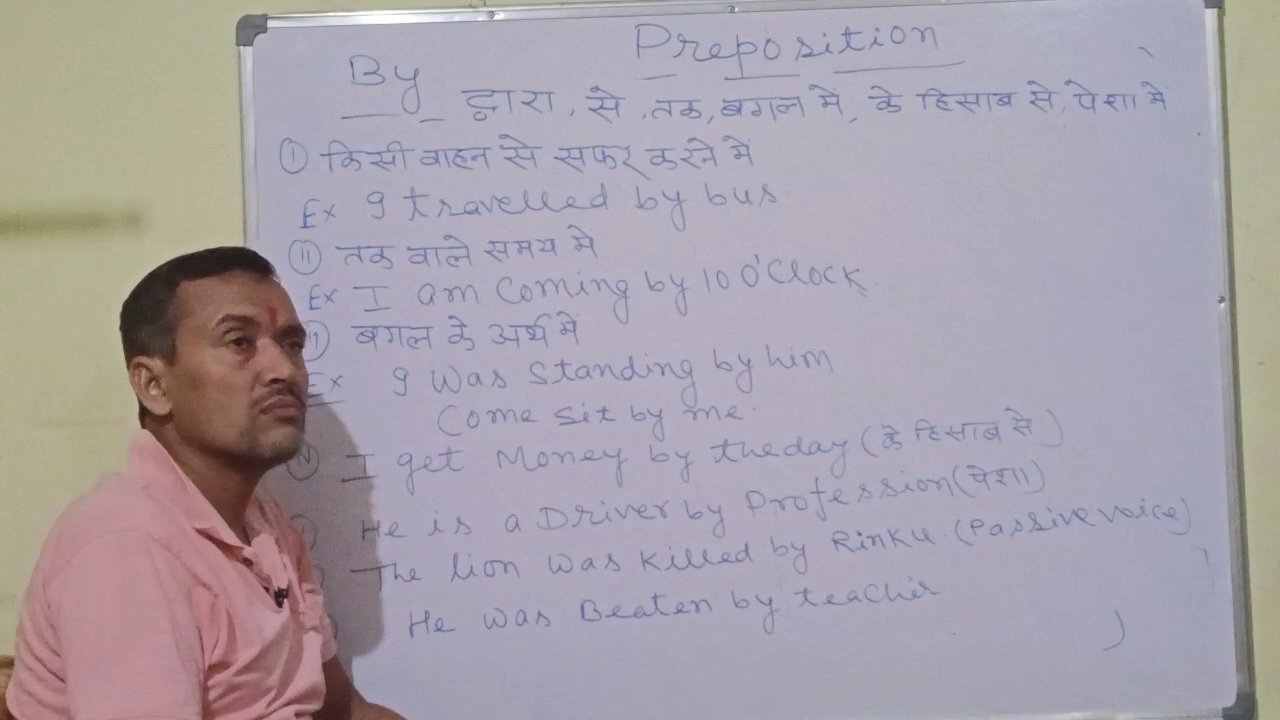 Preposition
By द्वारा, से, तक, बगल में, के हिसाब से, पेशा में
① किसी वाहन से सफर करने में
Ex I travelled by bus
② तक वाले समय में
Ex I am Coming by 10 O'Clock.
बगल के अर्थ में
Ex I was standing by him
Come sit by me.
I get Money by the day (के हिसाब से)
He is a Driver by Profession (पेशा)
The lion was killed by Rinku. (Passive voice)
He was Beaten by teacher
)